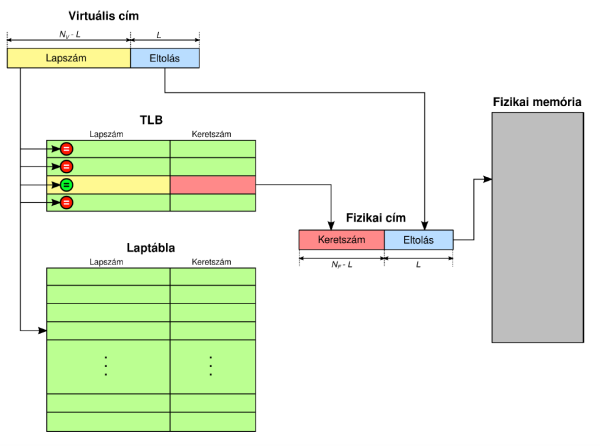 Virtuális cím
N_V - L
L
Lapszám
Eltolás
TLB
Lapszám
Keretszám
=
=
=
=
Fizikai memória
Fizikai cím
Keretszám
Eltolás
N_F - L
L
Laptábla
Lapszám
Keretszám